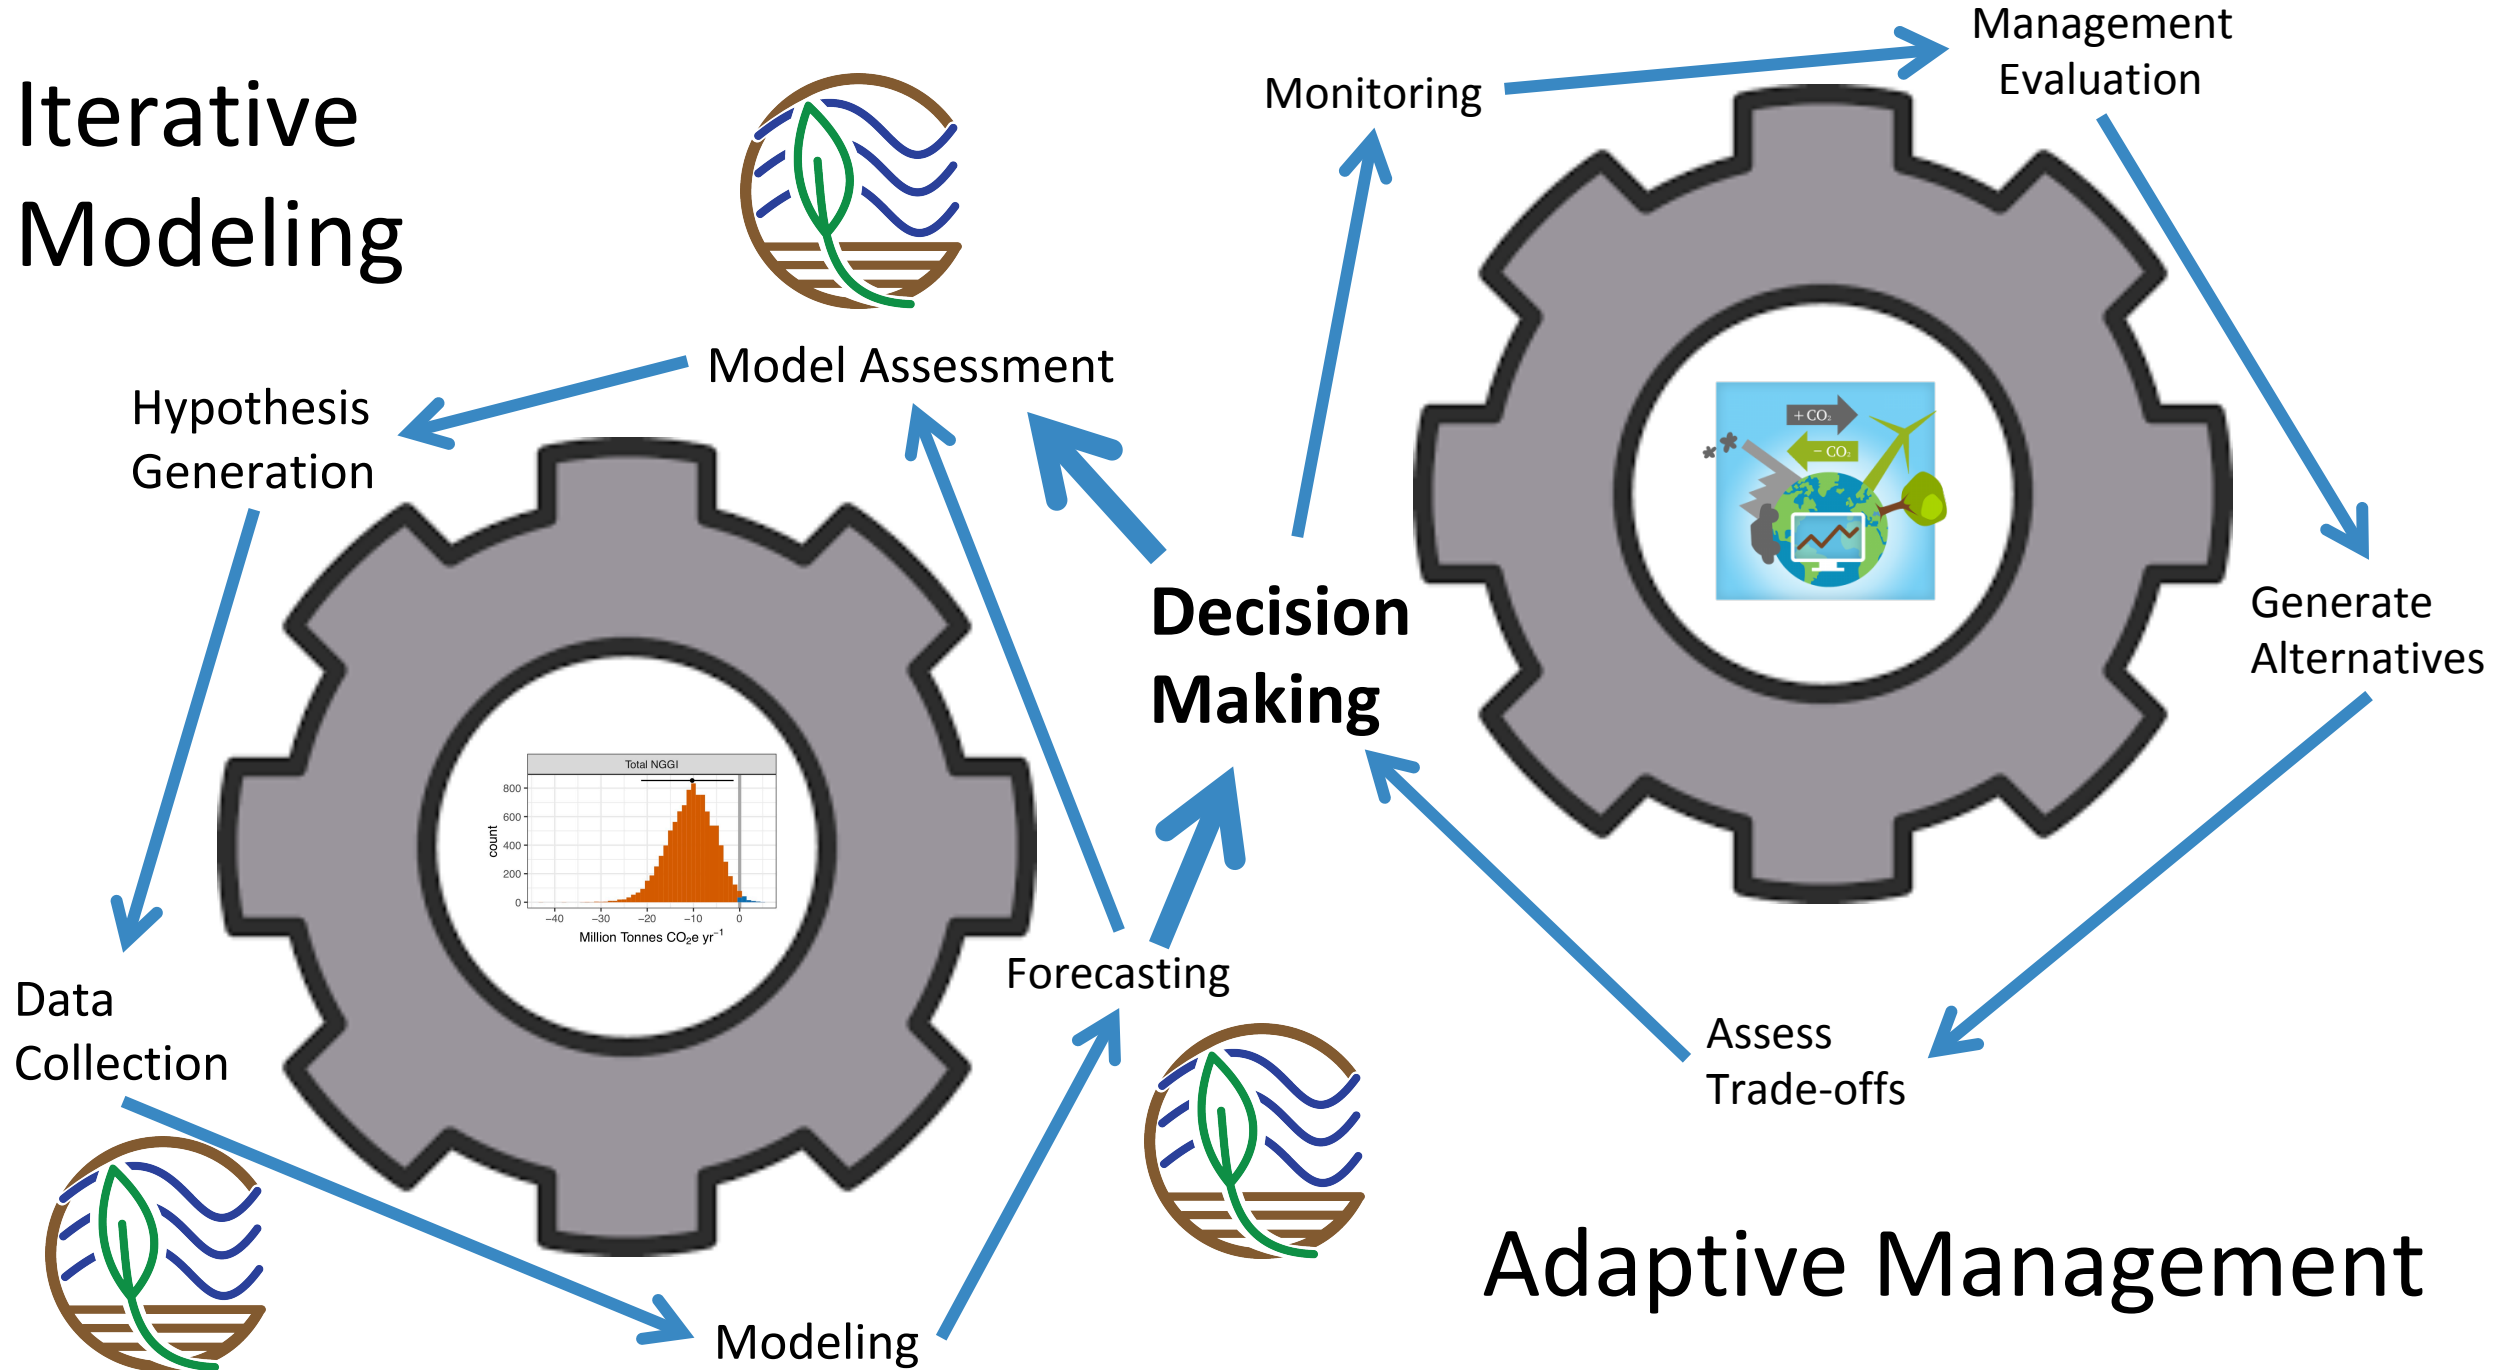 Iterative
Modeling
Model Assessment
Hypothesis
Generation
Data
Collection
Modeling
Forecasting
Decision
Making
Monitoring
Management
Evaluation
Generate
Alternatives
Assess
Trade-offs
Adaptive Management
Total NGGI
800
600
400
200
0
count
−40
−30
−20
−10
0
Million Tonnes CO₂e yr⁻¹
+ CO₂
− CO₂